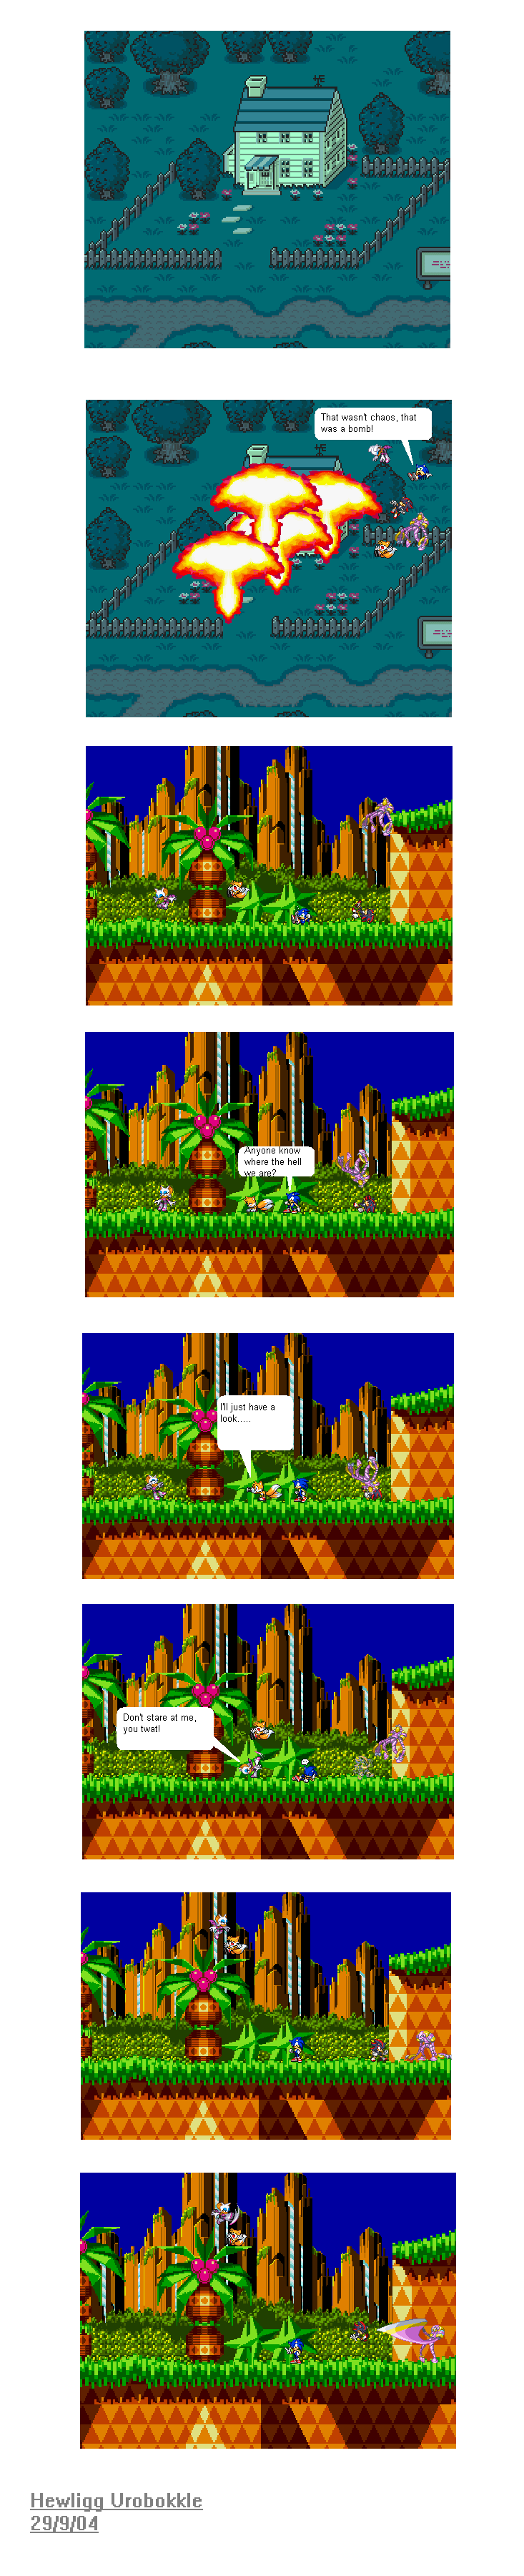 That wasn't chaos, that
was a bomb!
Anyone know
where the hell
we are?
I'll just have a
look.....
Don't stare at me,
you twat!
Hewligg Urobokkle
29/9/04